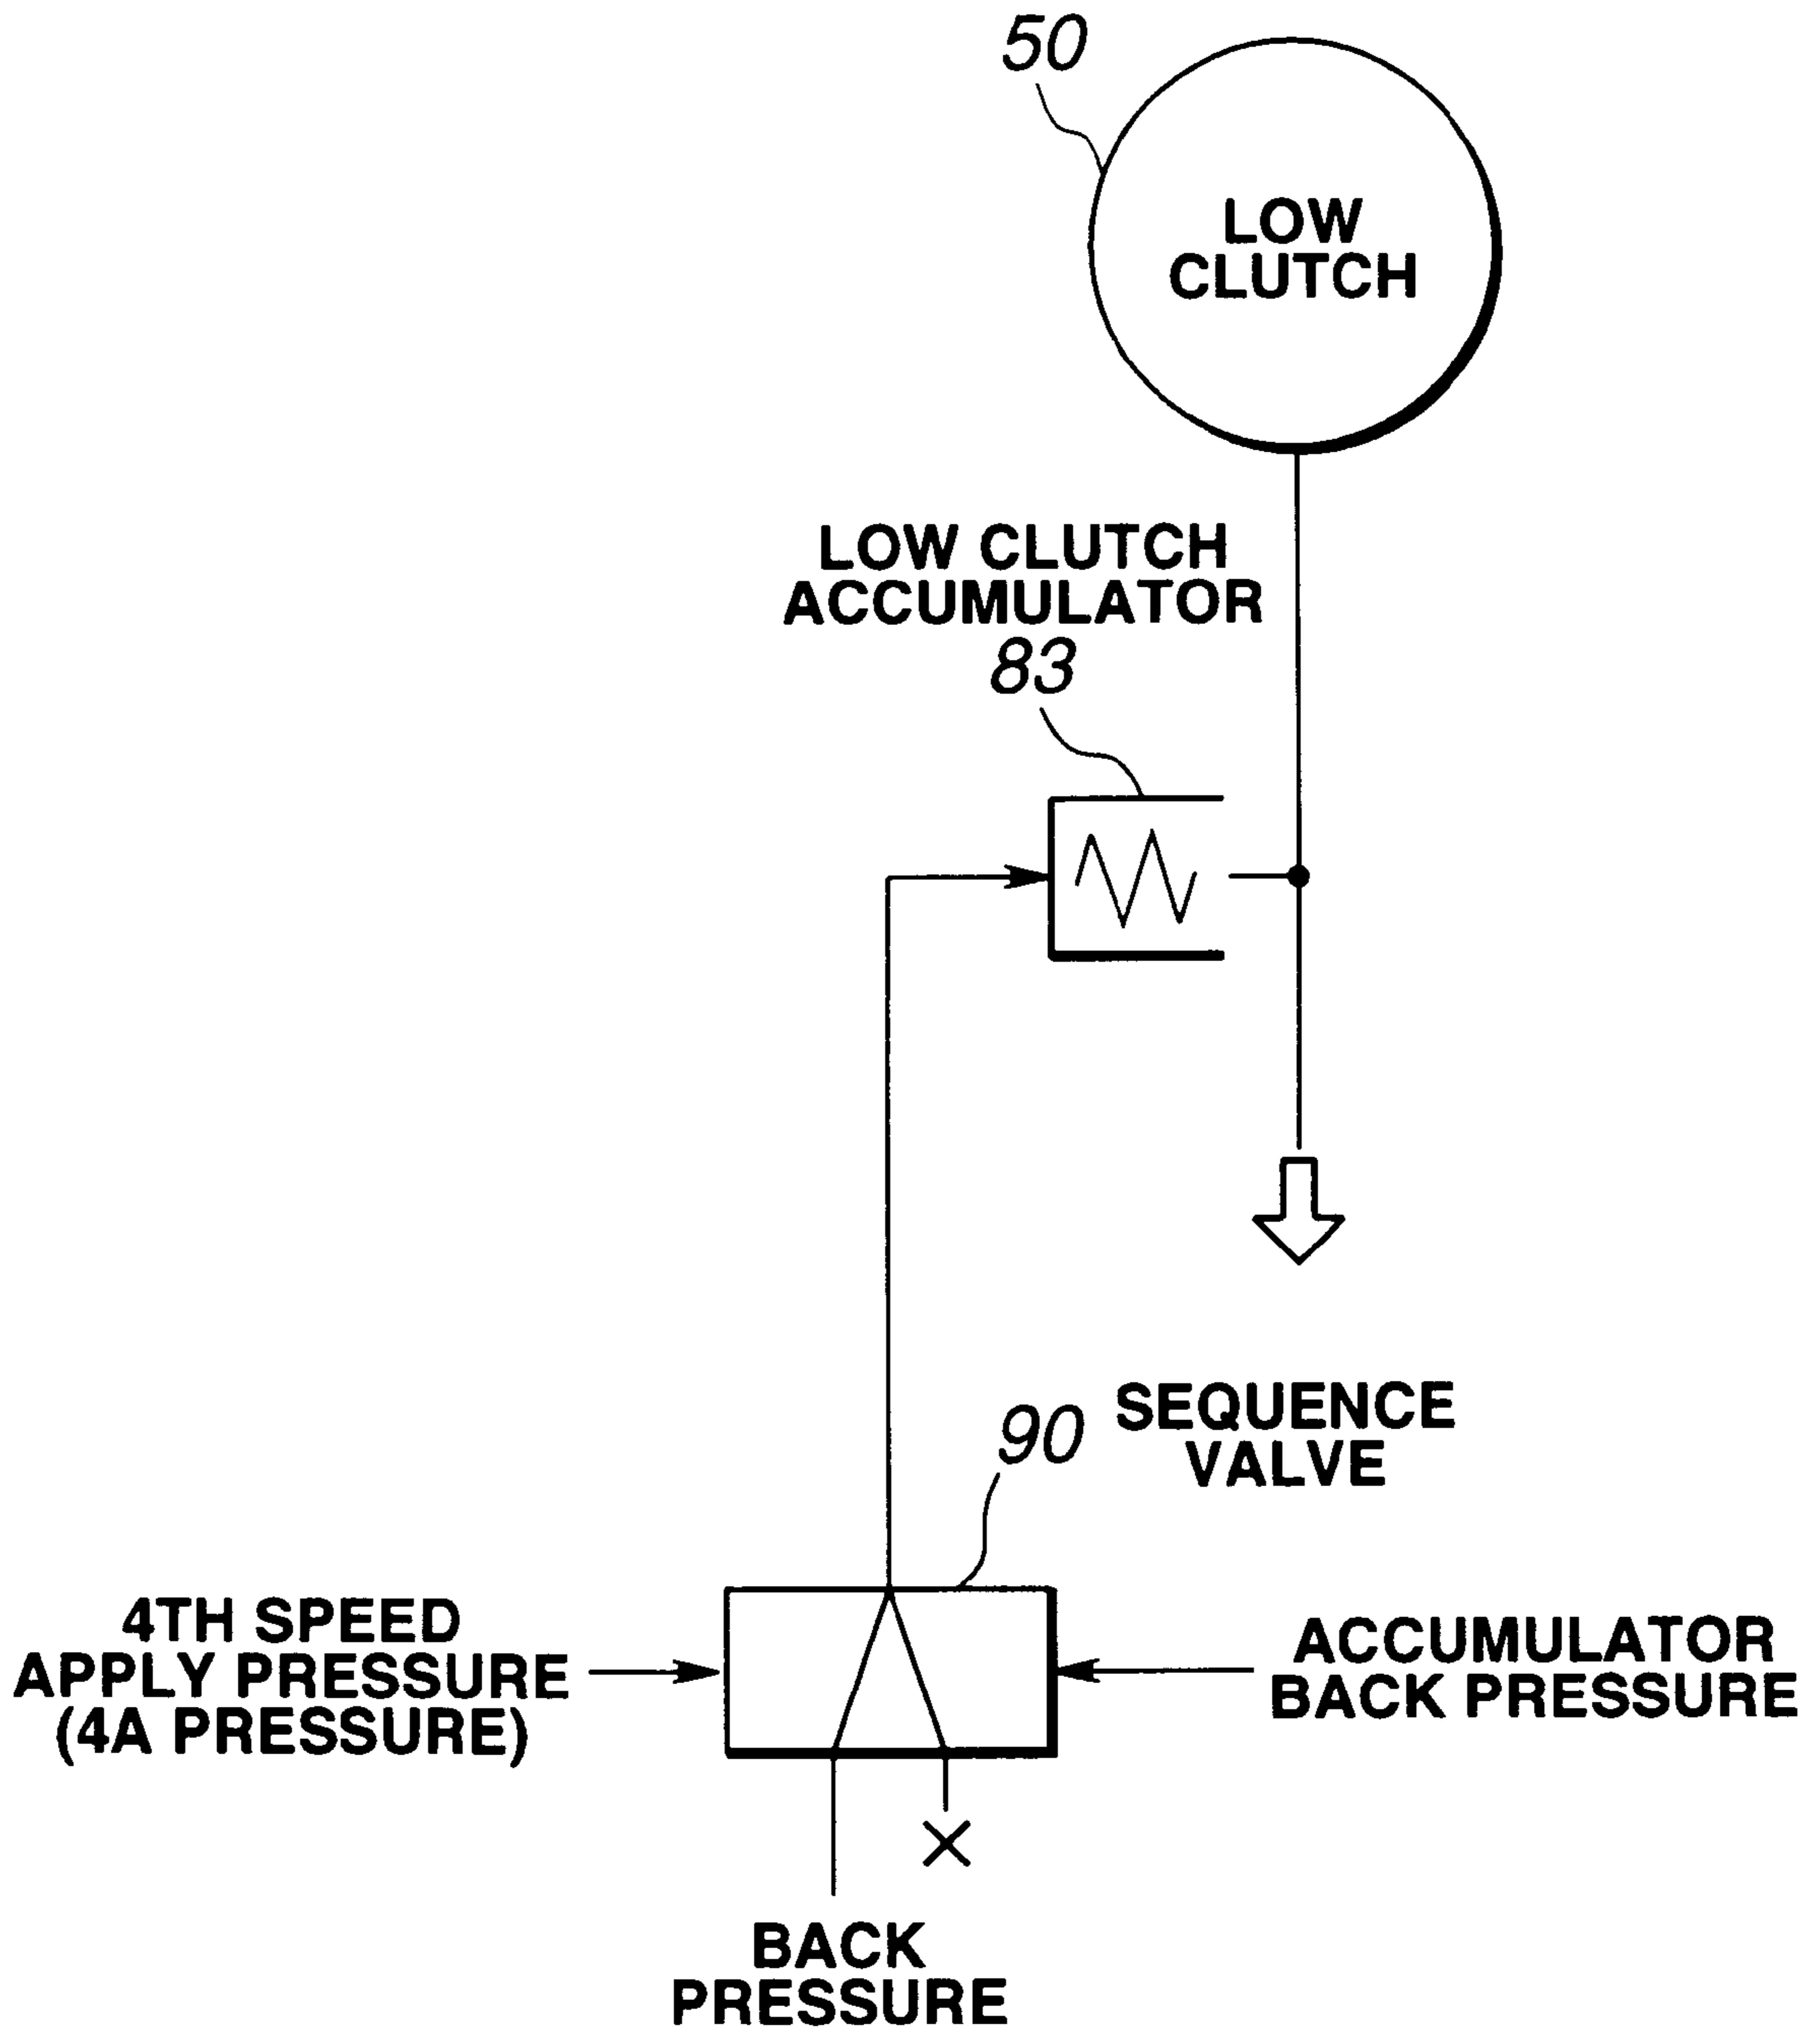 50
LOW
CLUTCH
LOW CLUTCH
ACCUMULATOR
83
90
SEQUENCE
VALVE
4TH SPEED
APPLY PRESSURE
(4A PRESSURE)
ACCUMULATOR
BACK PRESSURE
BACK
PRESSURE